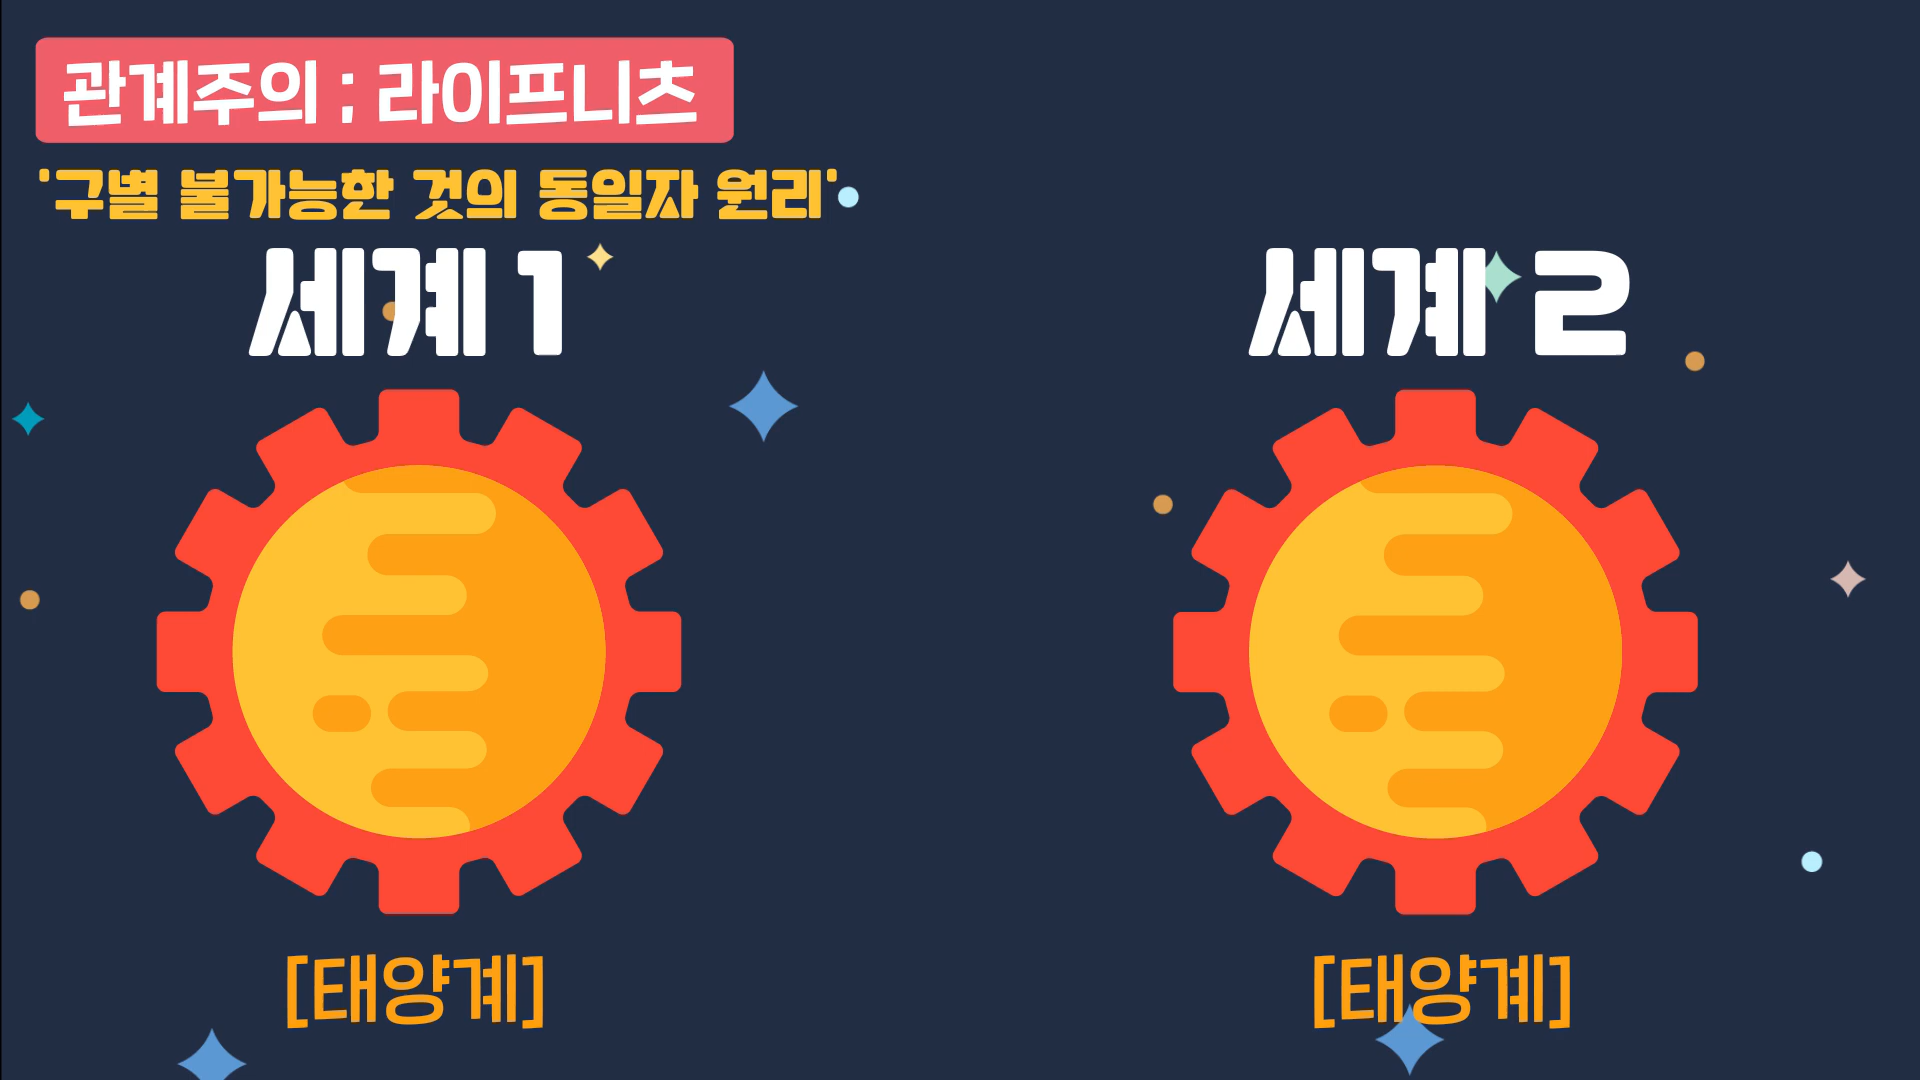 관계주의 ; 라이프니츠
'구별 불가능한 것의 동일자 원리'
세계 1
세계 2
[태양계]
[태양계]